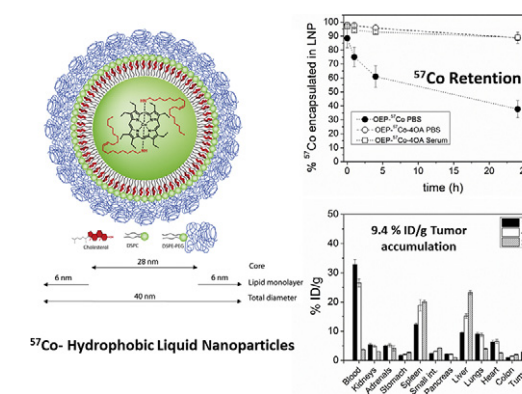 Cholesterol
DSPC
DSPE-PEG
28 nm
Core
6 nm
6 nm
Lipid monolayer
40 nm
Total diameter
57Co- Hydrophobic Liquid Nanoparticles
% 57Co encapsulated in LNP
100
90
80
70
60
50
40
30
20
10
0
57Co Retention
OEP-57Co PBS
OEP-57Co-4OA PBS
OEP-57Co-4OA Serum
0
5
10
15
20
time (h)
% ID/g
50
40
30
20
10
0
9.4 % ID/g Tumor
accumulation
Blood
Kidneys
Adrenals
Stomach
Spleen
Small int.
Pancreas
Liver
Lungs
Heart
Colon